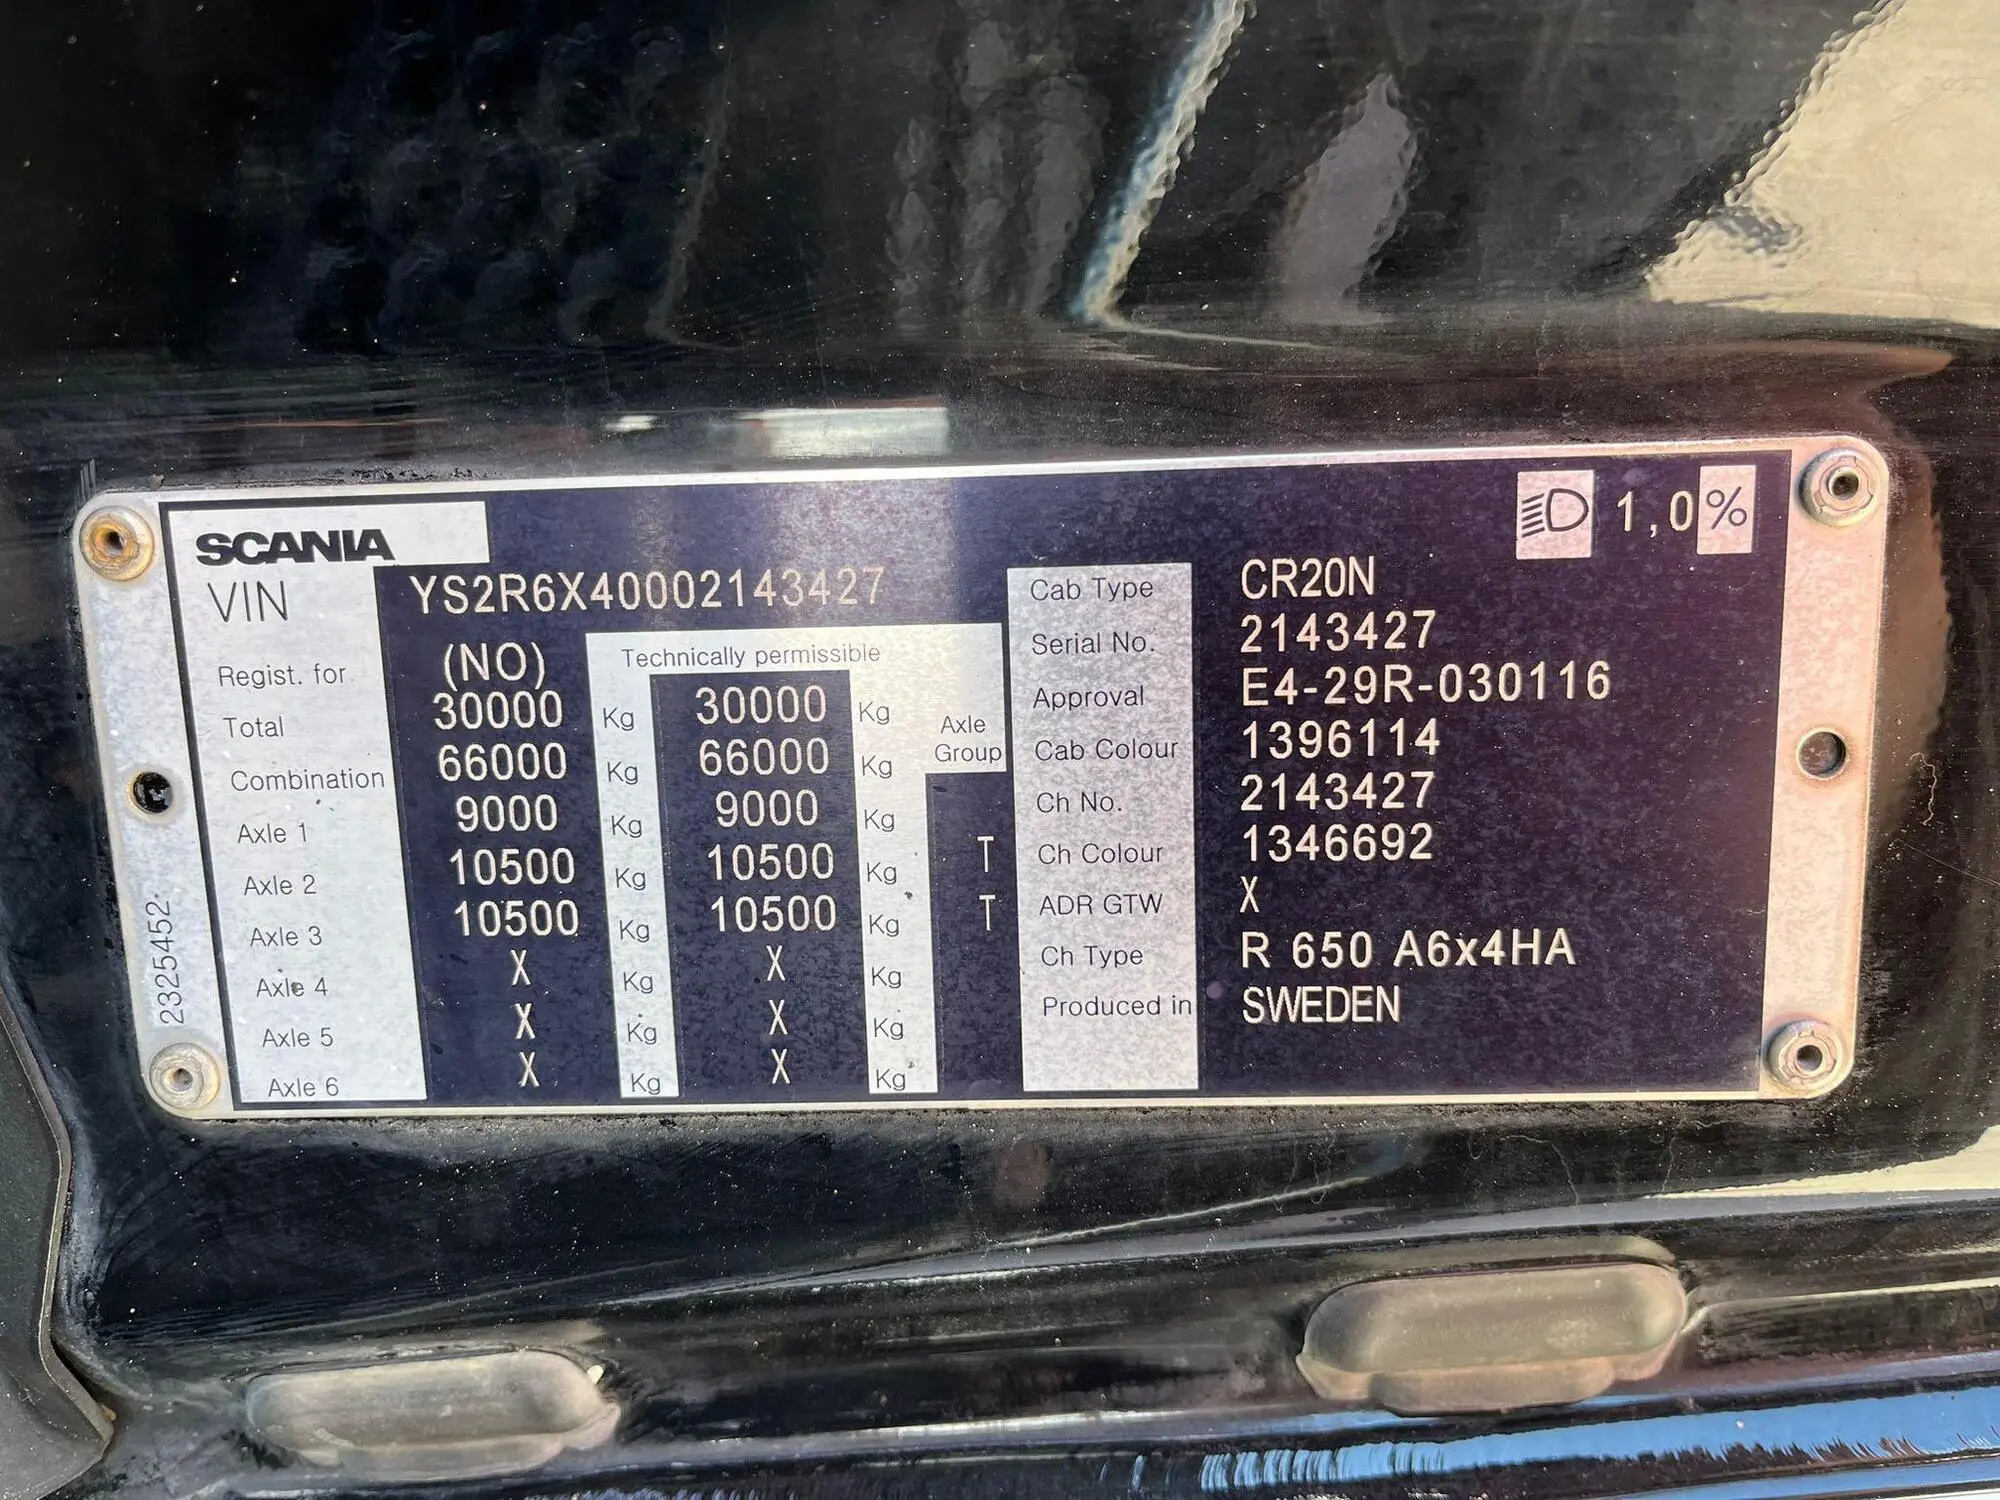 SCANIA
1,0 %
VIN YS2R6X40002143427
Regist. for (NO)
Technically permissible
Total 30000 Kg 30000 Kg
Combination 66000 Kg 66000 Kg
Axle Group
Axle 1 9000 Kg 9000 Kg
Axle 2 10500 Kg 10500 Kg T
Axle 3 10500 Kg 10500 Kg T
Axle 4 X Kg X Kg
Axle 5 X Kg X Kg
Axle 6 X Kg X Kg
Cab Type CR20N
Serial No. 2143427
Approval E4-29R-030116
Cab Colour 1396114
Ch No. 2143427
Ch Colour 1346692
ADR GTW X
Ch Type R 650 A6x4HA
Produced in SWEDEN
2325452